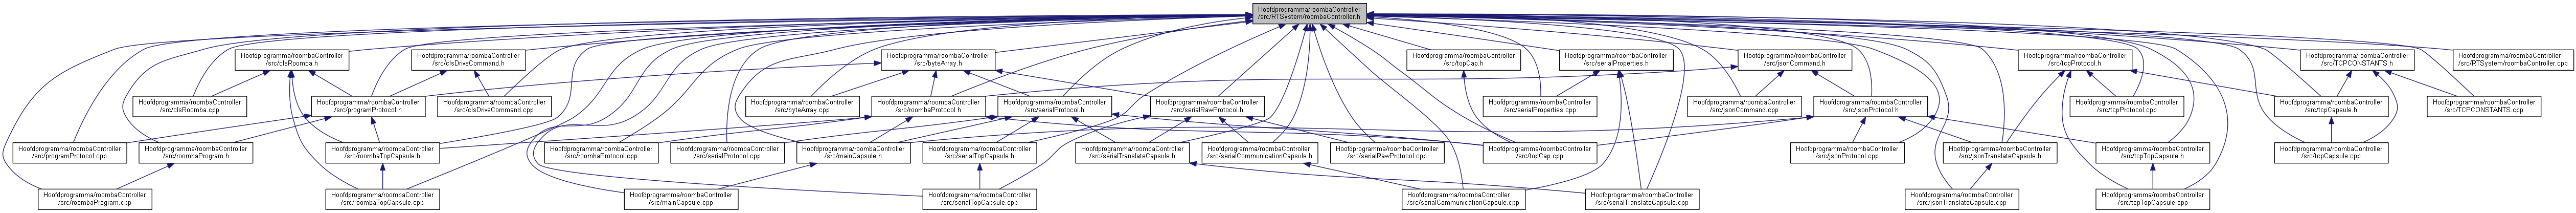 Hoofdprogramma/roombaController
/src/RTSystem/roombaController.h
Hoofdprogramma/roombaController
/src/clsRoomba.h
Hoofdprogramma/roombaController
/src/clsDriveCommand.h
Hoofdprogramma/roombaController
/src/byteArray.h
Hoofdprogramma/roombaController
/src/topCap.h
Hoofdprogramma/roombaController
/src/serialProperties.h
Hoofdprogramma/roombaController
/src/jsonCommand.h
Hoofdprogramma/roombaController
/src/tcpProtocol.h
Hoofdprogramma/roombaController
/src/TCPCONSTANTS.h
Hoofdprogramma/roombaController
/src/RTSystem/roombaController.cpp
Hoofdprogramma/roombaController
/src/clsRoomba.cpp
Hoofdprogramma/roombaController
/src/programProtocol.h
Hoofdprogramma/roombaController
/src/clsDriveCommand.cpp
Hoofdprogramma/roombaController
/src/byteArray.cpp
Hoofdprogramma/roombaController
/src/roombaProtocol.h
Hoofdprogramma/roombaController
/src/serialProtocol.h
Hoofdprogramma/roombaController
/src/serialRawProtocol.h
Hoofdprogramma/roombaController
/src/serialProperties.cpp
Hoofdprogramma/roombaController
/src/jsonCommand.cpp
Hoofdprogramma/roombaController
/src/jsonProtocol.h
Hoofdprogramma/roombaController
/src/tcpProtocol.cpp
Hoofdprogramma/roombaController
/src/tcpCapsule.h
Hoofdprogramma/roombaController
/src/TCPCONSTANTS.cpp
Hoofdprogramma/roombaController
/src/programProtocol.cpp
Hoofdprogramma/roombaController
/src/roombaProgram.h
Hoofdprogramma/roombaController
/src/roombaTopCapsule.h
Hoofdprogramma/roombaController
/src/roombaProtocol.cpp
Hoofdprogramma/roombaController
/src/serialProtocol.cpp
Hoofdprogramma/roombaController
/src/mainCapsule.h
Hoofdprogramma/roombaController
/src/serialTopCapsule.h
Hoofdprogramma/roombaController
/src/serialTranslateCapsule.h
Hoofdprogramma/roombaController
/src/serialCommunicationCapsule.h
Hoofdprogramma/roombaController
/src/serialRawProtocol.cpp
Hoofdprogramma/roombaController
/src/topCap.cpp
Hoofdprogramma/roombaController
/src/jsonProtocol.cpp
Hoofdprogramma/roombaController
/src/jsonTranslateCapsule.h
Hoofdprogramma/roombaController
/src/tcpTopCapsule.h
Hoofdprogramma/roombaController
/src/tcpCapsule.cpp
Hoofdprogramma/roombaController
/src/roombaProgram.cpp
Hoofdprogramma/roombaController
/src/roombaTopCapsule.cpp
Hoofdprogramma/roombaController
/src/mainCapsule.cpp
Hoofdprogramma/roombaController
/src/serialTopCapsule.cpp
Hoofdprogramma/roombaController
/src/serialCommunicationCapsule.cpp
Hoofdprogramma/roombaController
/src/serialTranslateCapsule.cpp
Hoofdprogramma/roombaController
/src/jsonTranslateCapsule.cpp
Hoofdprogramma/roombaController
/src/tcpTopCapsule.cpp